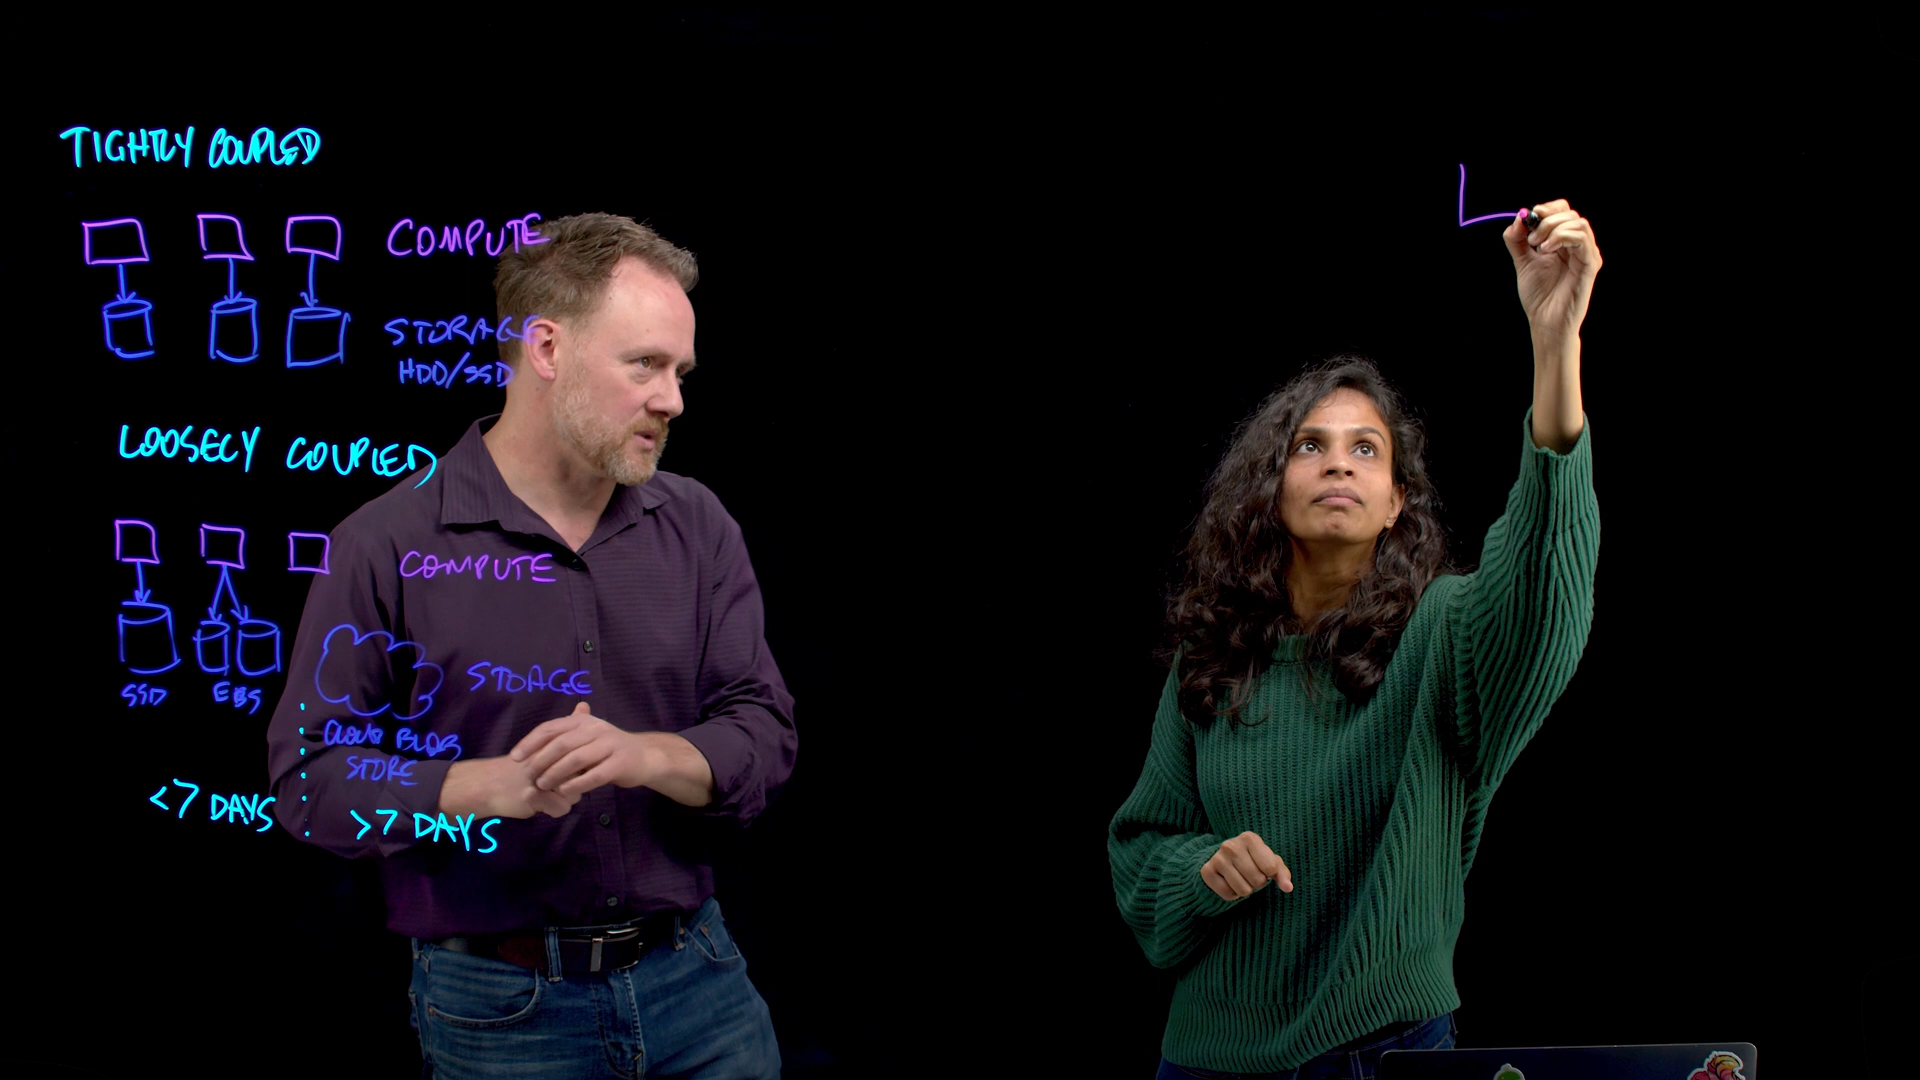 TIGHTLY COUPLED
COMPUTE
STORAGE
HDD/SSD
LOOSELY COUPLED
COMPUTE
STORAGE
SSD EBS
CLOUD BLOB
STORE
<7 DAYS >7 DAYS